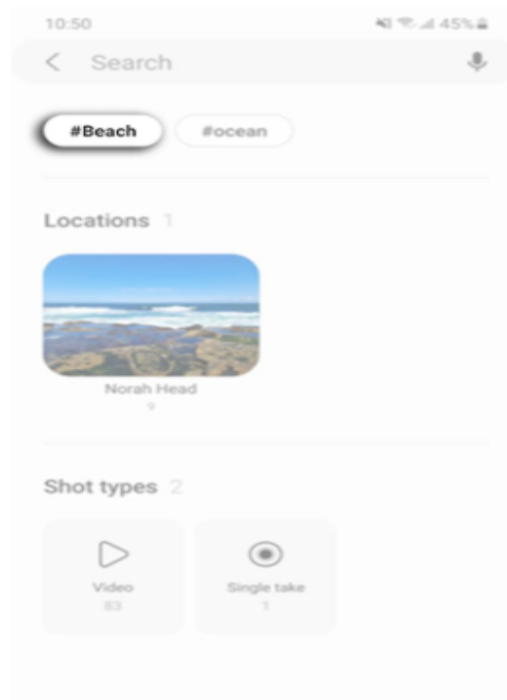 10:50 45%
Search
#Beach #ocean
Locations 1
Norah Head
9
Shot types 2
Video Single take
83 1